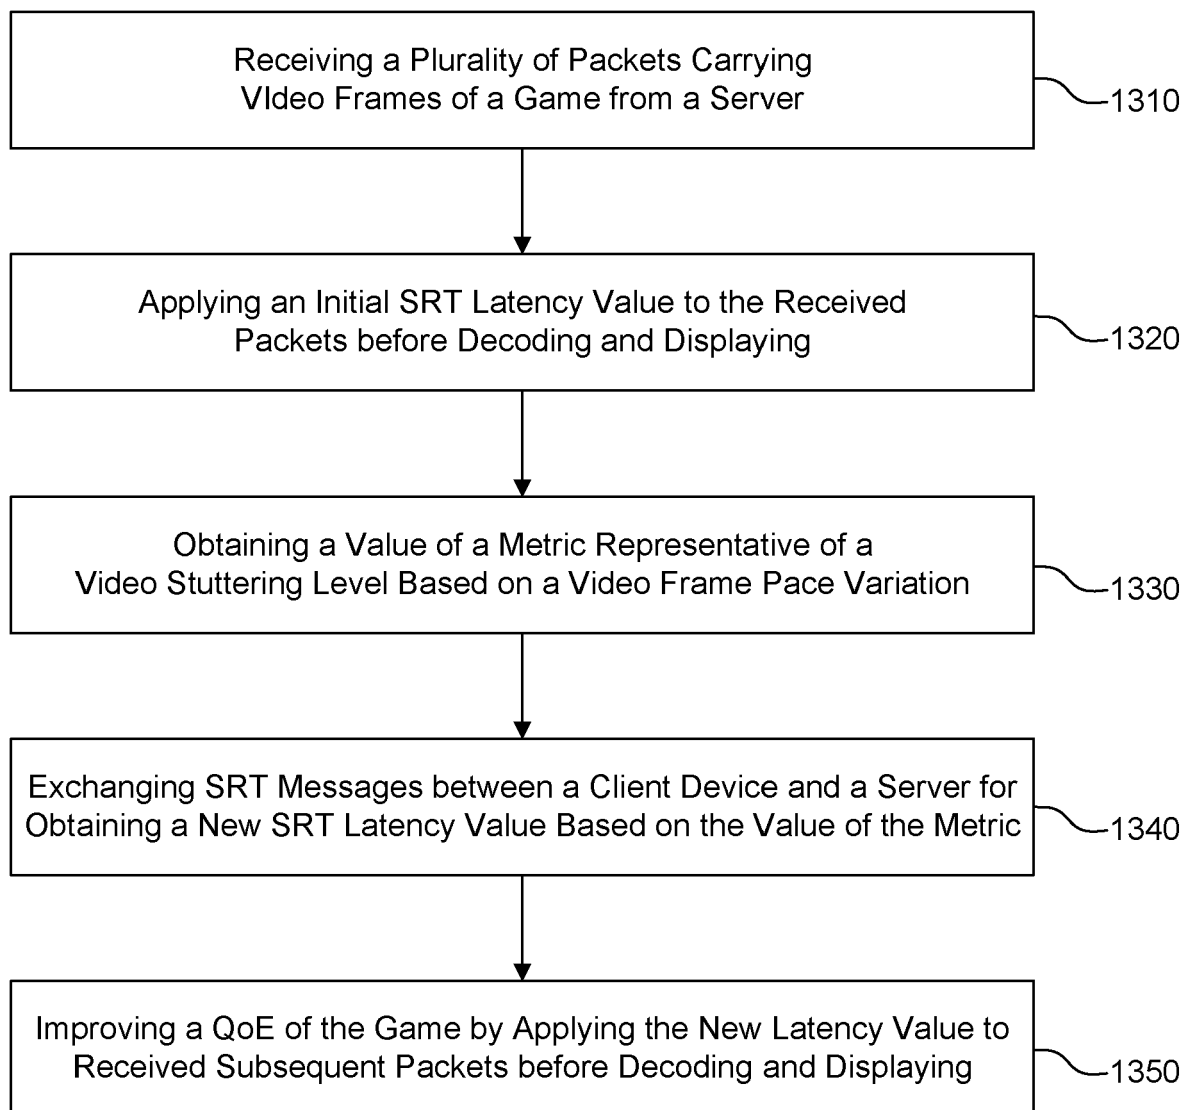 Receiving a Plurality of Packets Carrying
VIdeo Frames of a Game from a Server
1310
Applying an Initial SRT Latency Value to the Received
Packets before Decoding and Displaying
1320
Obtaining a Value of a Metric Representative of a
Video Stuttering Level Based on a Video Frame Pace Variation
1330
Exchanging SRT Messages between a Client Device and a Server for
Obtaining a New SRT Latency Value Based on the Value of the Metric
1340
Improving a QoE of the Game by Applying the New Latency Value to
Received Subsequent Packets before Decoding and Displaying
1350